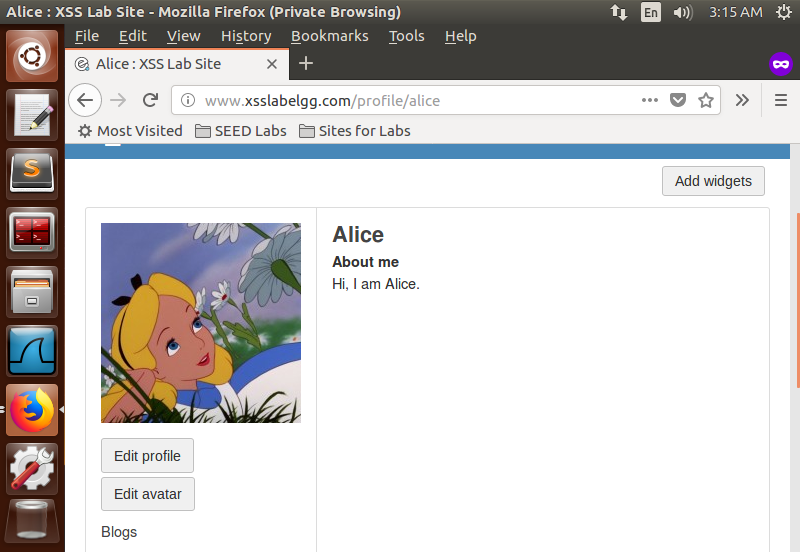 Alice : XSS Lab Site - Mozilla Firefox (Private Browsing)
En
3:15 AM
File Edit View History Bookmarks Tools Help
Alice : XSS Lab Site
www.xsslabelgg.com/profile/alice
Most Visited SEED Labs Sites for Labs
Add widgets
Alice
About me
Hi, I am Alice.
Edit profile
Edit avatar
Blogs